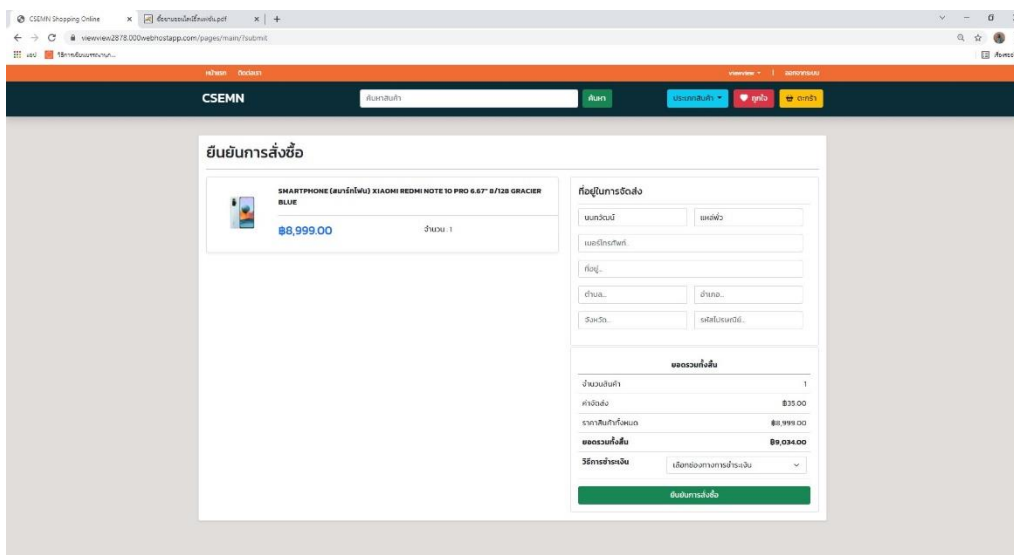 CSEMN Shopping Online
viewview2878.000webhostapp.com/pages/main/?submit
แอป
หน้าแรก ติดต่อเรา viewview | ออกจากระบบ
CSEMN ค้นหาสินค้า ค้นหา ประเภทสินค้า ถูกใจ ตะกร้า
ยืนยันการสั่งซื้อ
SMARTPHONE (สมาร์ทโฟน) XIAOMI REDMI NOTE 10 PRO 6.67" 8/128 GRACIER
BLUE
฿8,999.00 จำนวน : 1
ที่อยู่ในการจัดส่ง
นนทวัฒน์
เบอร์โทรศัพท์..
ที่อยู่..
ตำบล.. อำเภอ..
จังหวัด.. รหัสไปรษณีย์..
ยอดรวมทั้งสิ้น
จำนวนสินค้า 1
ค่าจัดส่ง ฿35.00
ราคาสินค้าทั้งหมด ฿8,999.00
ยอดรวมทั้งสิ้น ฿9,034.00
วิธีการชำระเงิน เลือกช่องทางการชำระเงิน
ยืนยันการสั่งซื้อ